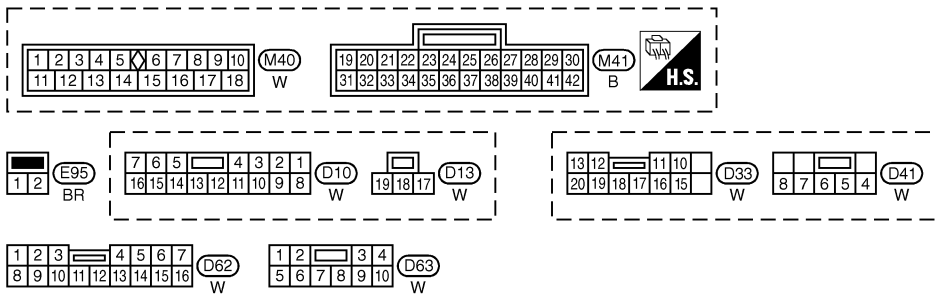 1 2 3 4 5 6 7 8 9 10
11 12 13 14 15 16 17 18
M40
W
19 20 21 22 23 24 25 26 27 28 29 30
31 32 33 34 35 36 37 38 39 40 41 42
M41
B
H.S.
1 2
E95
BR
7 6 5 4 3 2 1
16 15 14 13 12 11 10 9 8
D10
W
19 18 17
D13
W
13 12 11 10
20 19 18 17 16 15
D33
W
8 7 6 5 4
D41
W
1 2 3 4 5 6 7
8 9 10 11 12 13 14 15 16
D62
W
1 2 3 4
5 6 7 8 9 10
D63
W